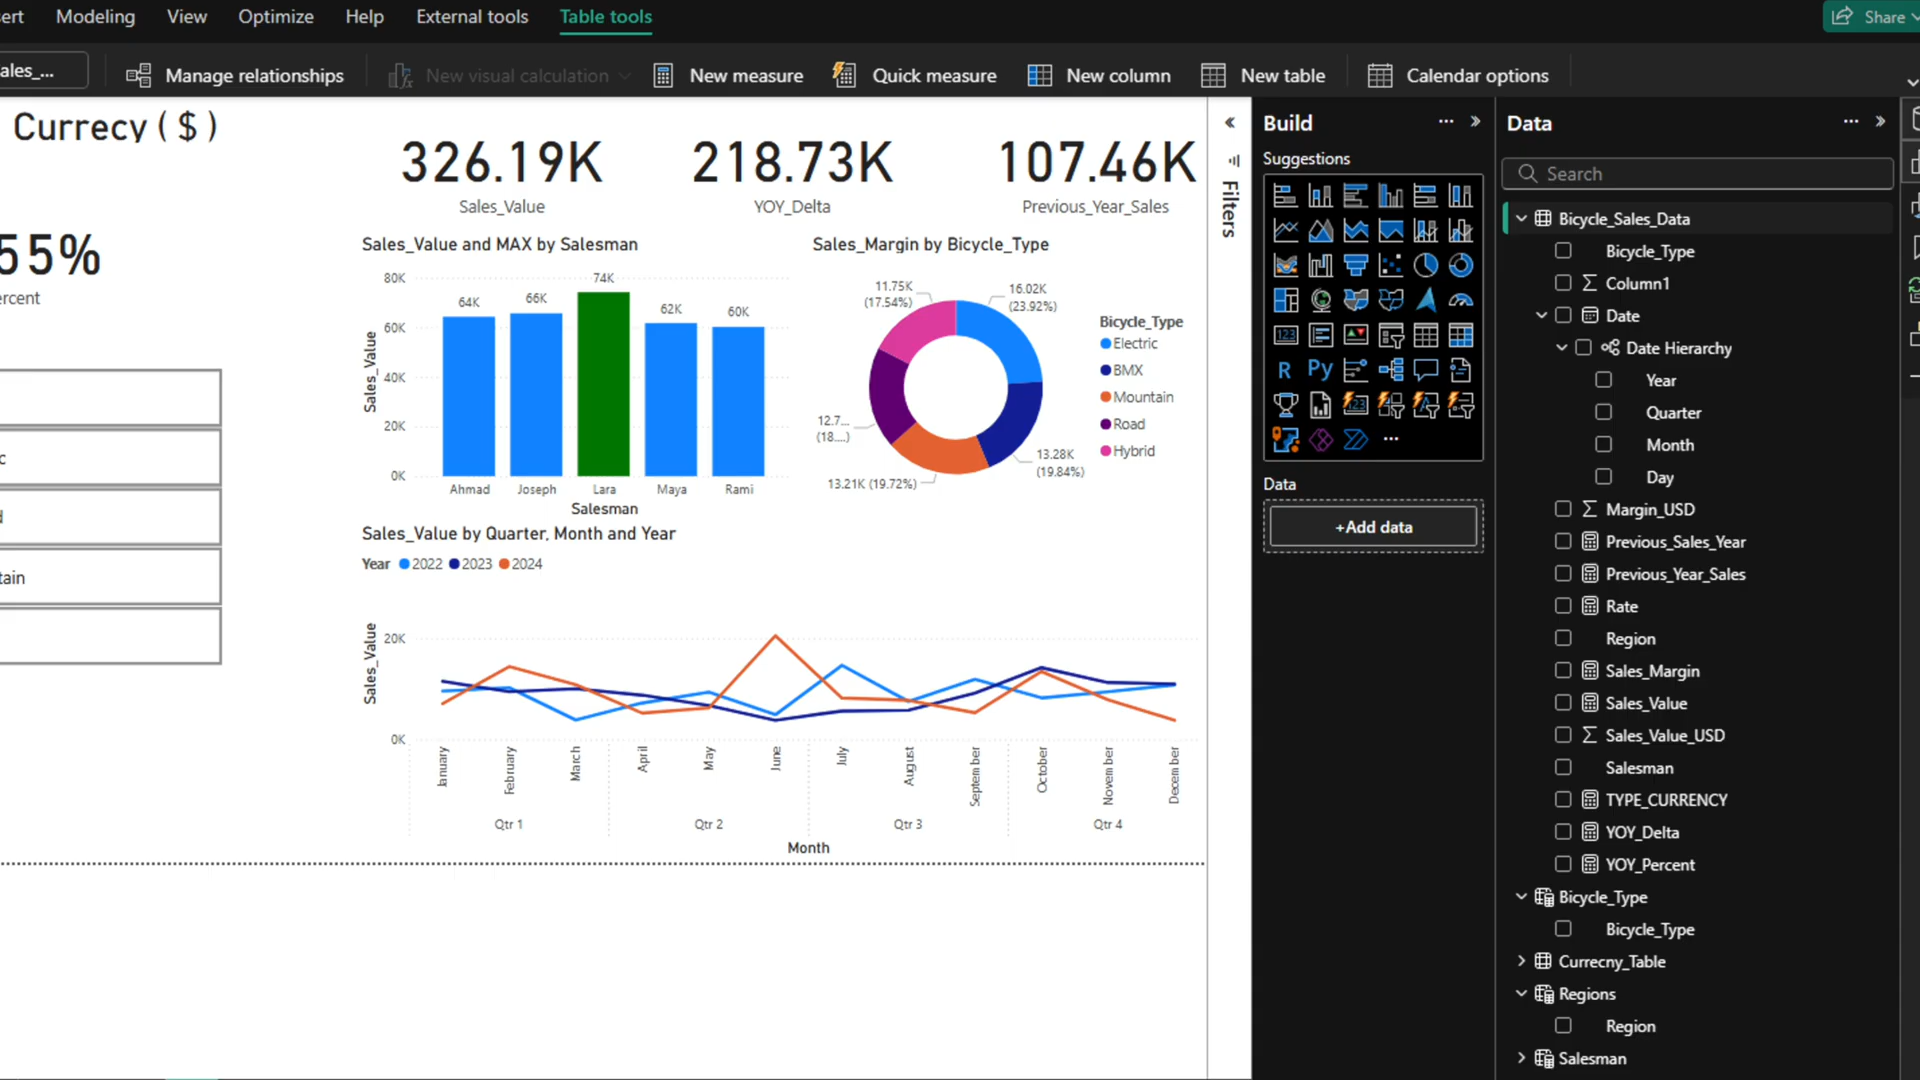 ert Modeling View Optimize Help External tools Table tools Share
ales_... Manage relationships New visual calculation New measure Quick measure New column New table Calendar options
Currecy ( $ )
55%
ercent
c
d
tain
326.19K
Sales_Value
218.73K
YOY_Delta
107.46K
Previous_Year_Sales
Sales_Value and MAX by Salesman
Sales_Value
80K
60K
40K
20K
0K
64K
66K
74K
62K
60K
Ahmad Joseph Lara Maya Rami
Salesman
Sales_Margin by Bicycle_Type
11.75K
(17.54%)
16.02K
(23.92%)
12.7...
(18....)
13.28K
(19.84%)
13.21K (19.72%)
Bicycle_Type
Electric
BMX
Mountain
Road
Hybrid
Sales_Value by Quarter, Month and Year
Year 2022 2023 2024
Sales_Value
20K
0K
January February March April May June July August September October November December
Qtr 1 Qtr 2 Qtr 3 Qtr 4
Month
Filters
Build
Suggestions
R Py
123
123
Data
+Add data
Data
Search
Bicycle_Sales_Data
Bicycle_Type
Column1
Date
Date Hierarchy
Year
Quarter
Month
Day
Margin_USD
Previous_Sales_Year
Previous_Year_Sales
Rate
Region
Sales_Margin
Sales_Value
Sales_Value_USD
Salesman
TYPE_CURRENCY
YOY_Delta
YOY_Percent
Bicycle_Type
Bicycle_Type
Currecny_Table
Regions
Region
Salesman